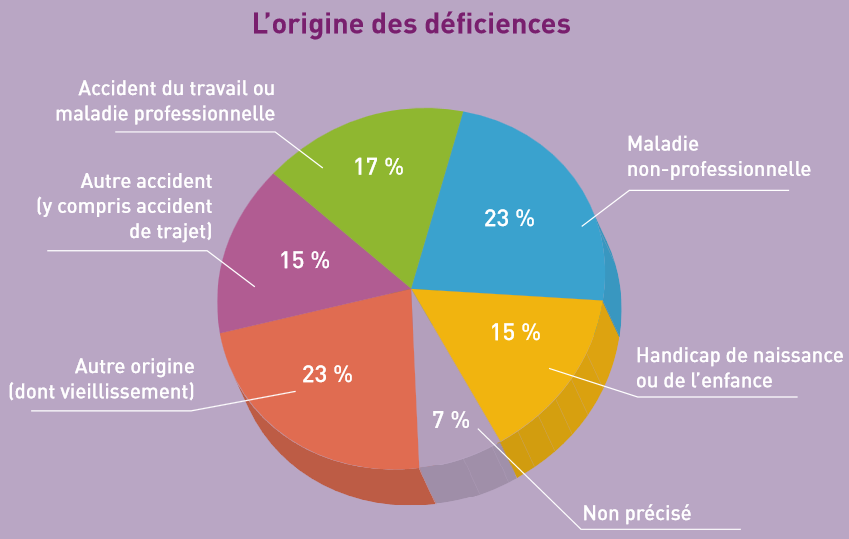 L’origine des déficiences
Accident du travail ou
maladie professionnelle
17 %
Maladie
non-professionnelle
23 %
Autre accident
(y compris accident
de trajet)
15 %
15 %
Handicap de naissance
ou de l’enfance
Autre origine
(dont vieillissement)
23 %
7 %
Non précisé